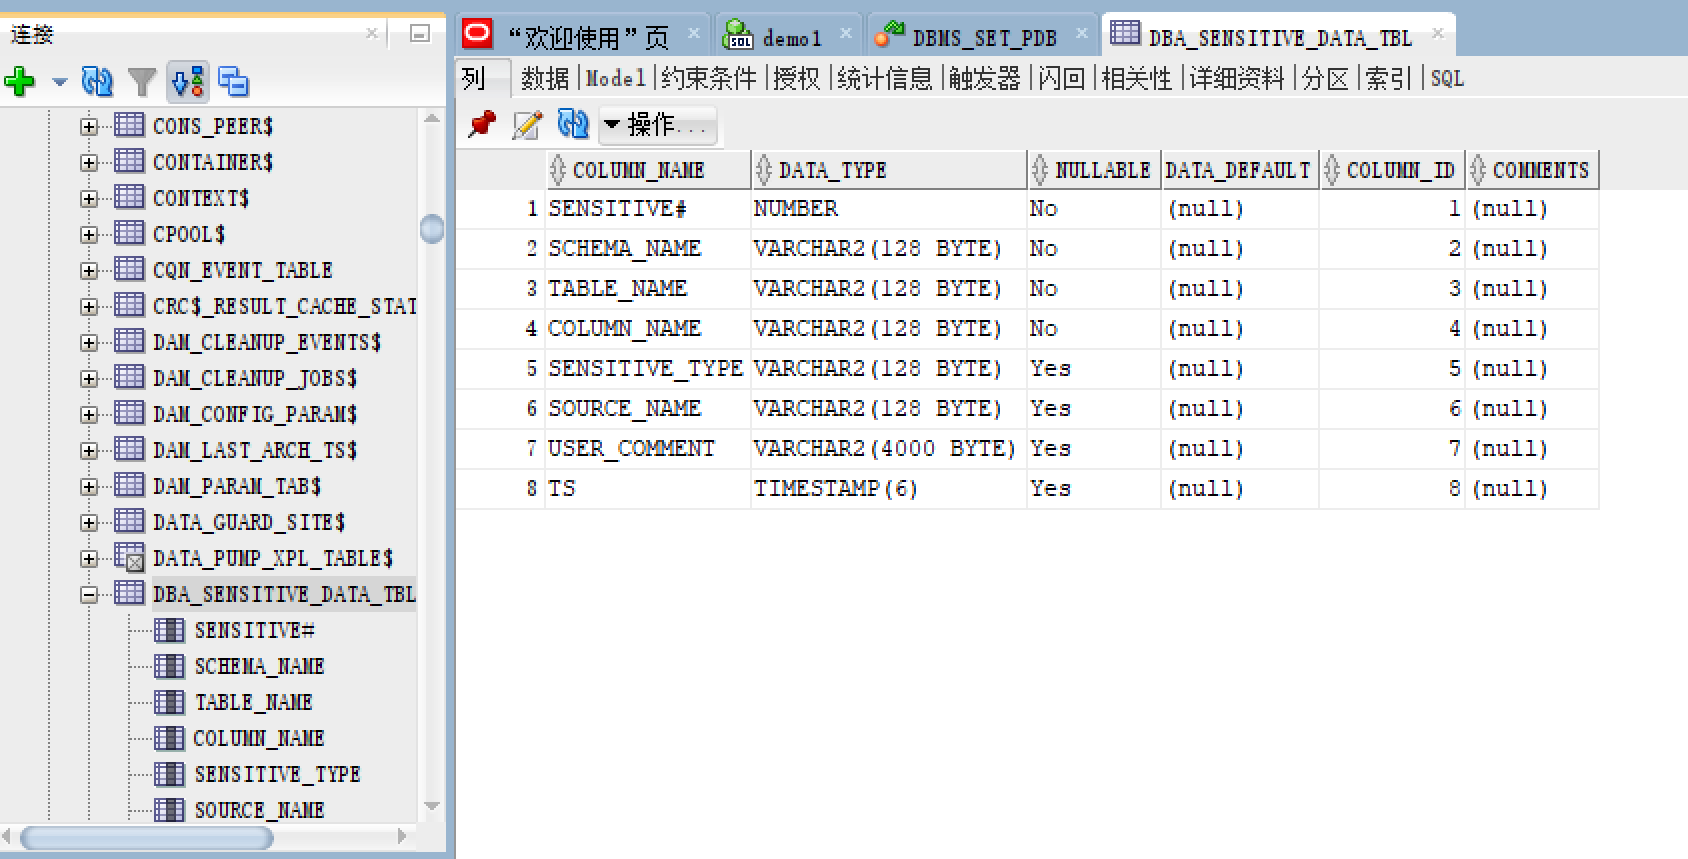 连接
CONS_PEER$
CONTAINER$
CONTEXT$
CPOOL$
CQN_EVENT_TABLE
CRC$_RESULT_CACHE_STAT
DAM_CLEANUP_EVENTS$
DAM_CLEANUP_JOBS$
DAM_CONFIG_PARAM$
DAM_LAST_ARCH_TS$
DAM_PARAM_TAB$
DATA_GUARD_SITE$
DATA_PUMP_XPL_TABLE$
DBA_SENSITIVE_DATA_TBL
SENSITIVE#
SCHEMA_NAME
TABLE_NAME
COLUMN_NAME
SENSITIVE_TYPE
SOURCE_NAME
“欢迎使用”页 demo1 DBMS_SET_PDB DBA_SENSITIVE_DATA_TBL
列 数据 Model 约束条件 授权 统计信息 触发器 闪回 相关性 详细资料 分区 索引 SQL
操作...
COLUMN_NAME DATA_TYPE NULLABLE DATA_DEFAULT COLUMN_ID COMMENTS
1 SENSITIVE# NUMBER No (null) 1 (null)
2 SCHEMA_NAME VARCHAR2(128 BYTE) No (null) 2 (null)
3 TABLE_NAME VARCHAR2(128 BYTE) No (null) 3 (null)
4 COLUMN_NAME VARCHAR2(128 BYTE) No (null) 4 (null)
5 SENSITIVE_TYPE VARCHAR2(128 BYTE) Yes (null) 5 (null)
6 SOURCE_NAME VARCHAR2(128 BYTE) Yes (null) 6 (null)
7 USER_COMMENT VARCHAR2(4000 BYTE) Yes (null) 7 (null)
8 TS TIMESTAMP(6) Yes (null) 8 (null)